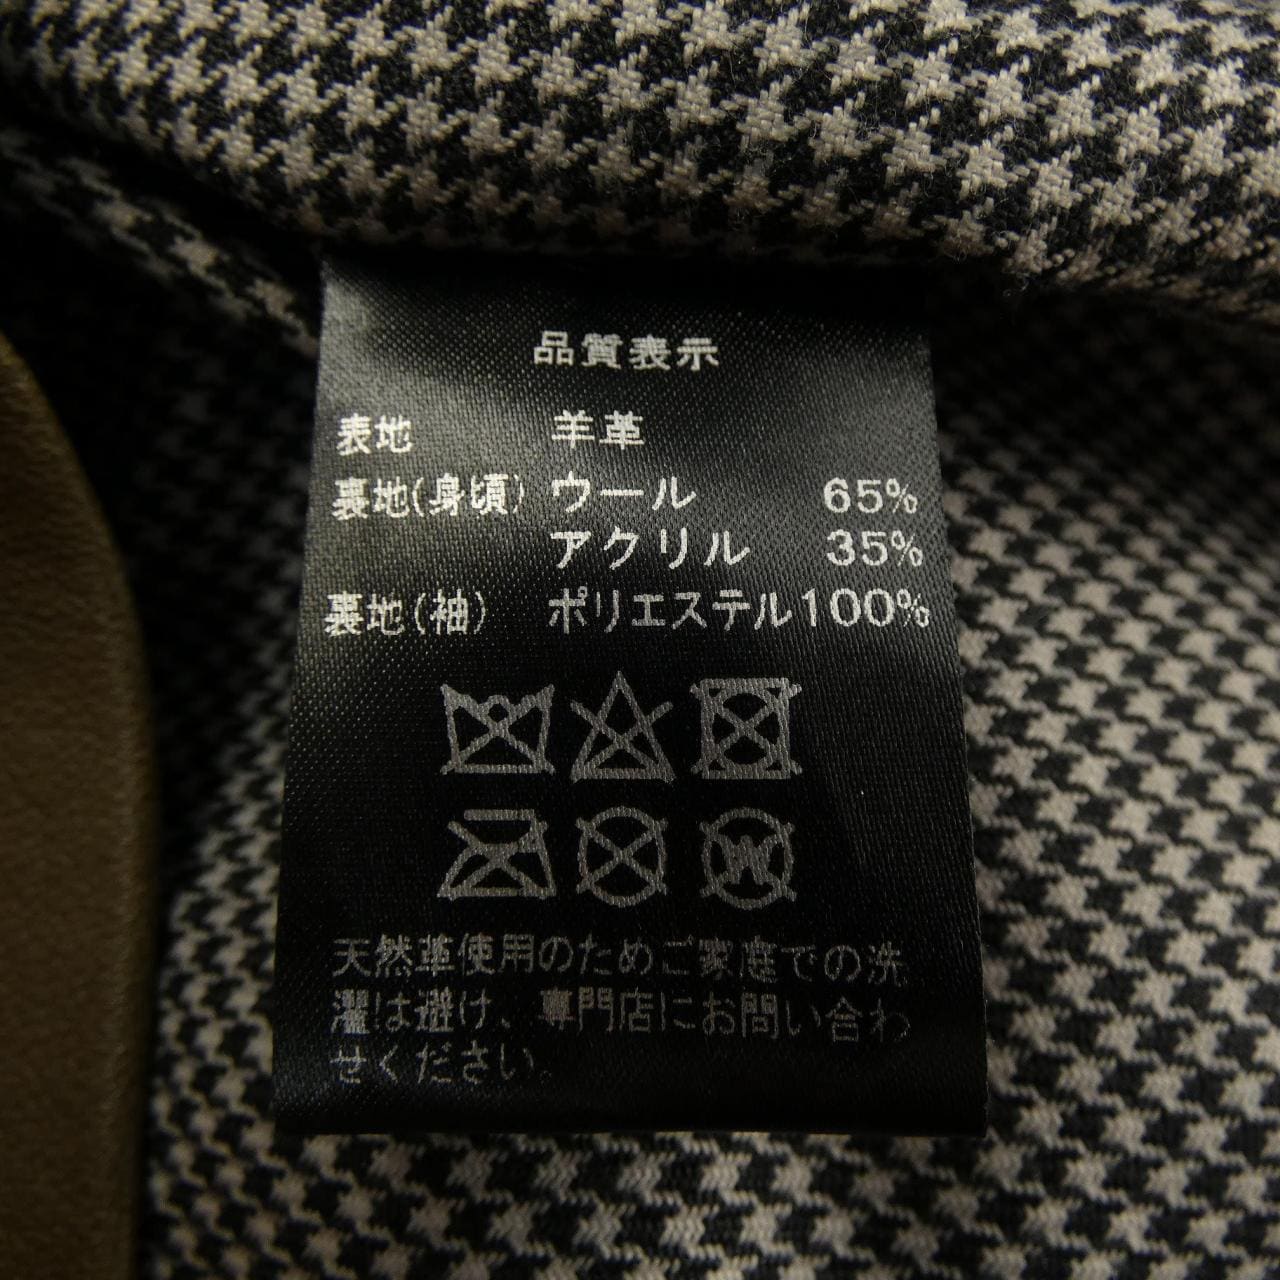 品質表示
表地 羊革
裏地(身頃) ウール 65%
アクリル 35%
裏地(袖) ポリエステル100%
天然革使用のためご家庭での洗
濯は避け、専門店にお問い合わ
せください。